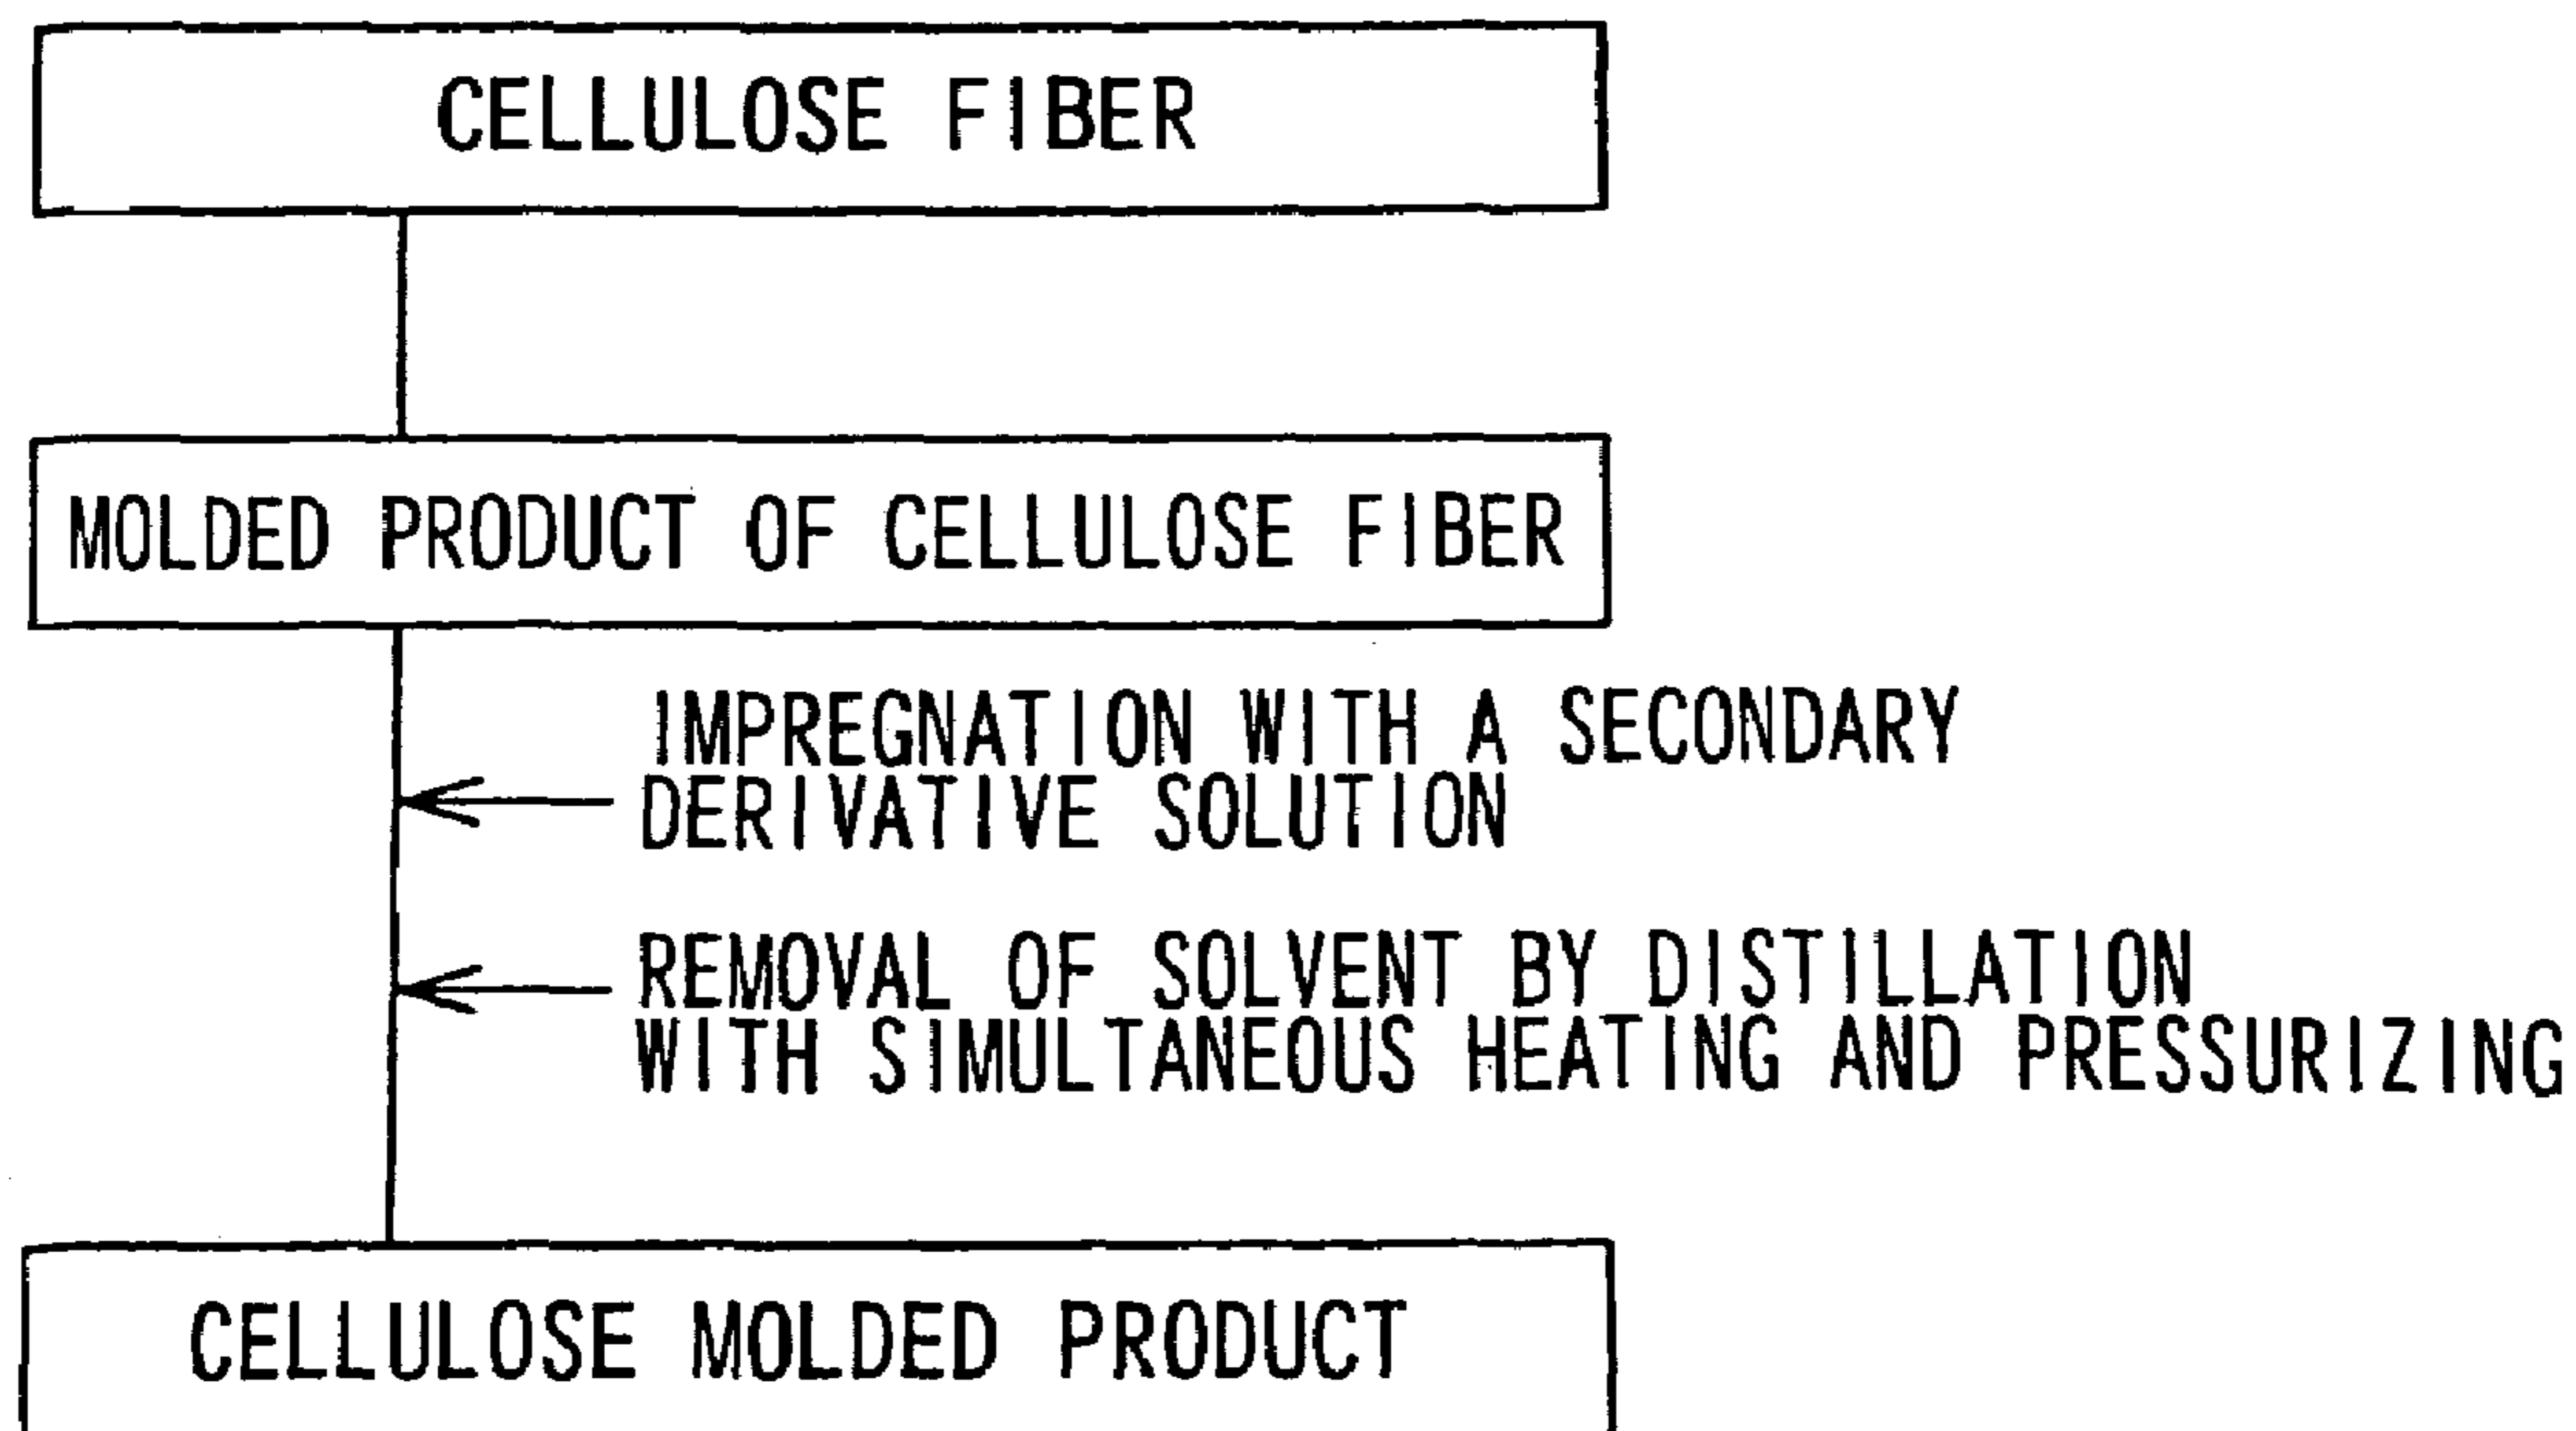 CELLULOSE FIBER
MOLDED PRODUCT OF CELLULOSE FIBER
IMPREGNATION WITH A SECONDARY
DERIVATIVE SOLUTION
REMOVAL OF SOLVENT BY DISTILLATION
WITH SIMULTANEOUS HEATING AND PRESSURIZING
CELLULOSE MOLDED PRODUCT